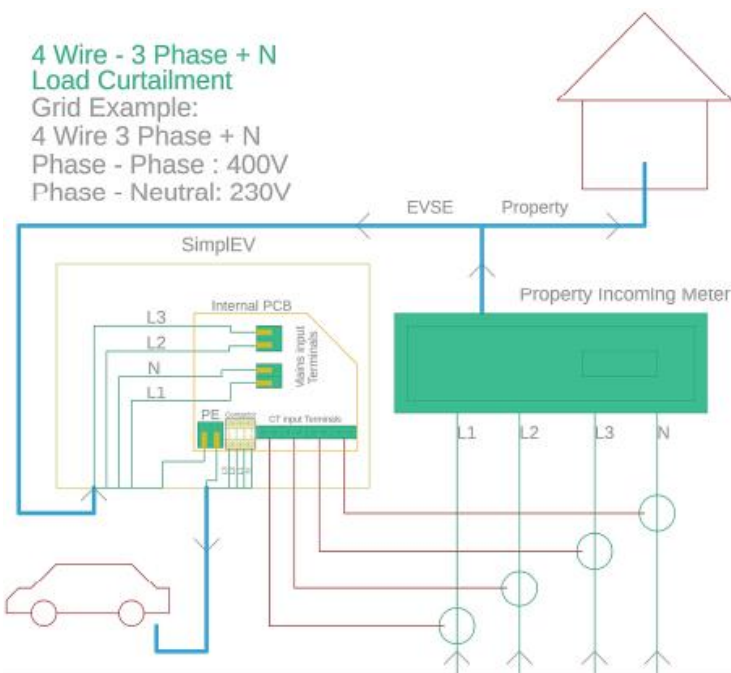 4 Wire - 3 Phase + N
Load Curtailment
Grid Example:
4 Wire 3 Phase + N
Phase - Phase : 400V
Phase - Neutral: 230V
EVSE
Property
SimplEV
Property Incoming Meter
Internal PCB
L3
L2
N
L1
Mains input
Terminals
PE
Contactor
CT input Terminals
L1
L2
L3
N